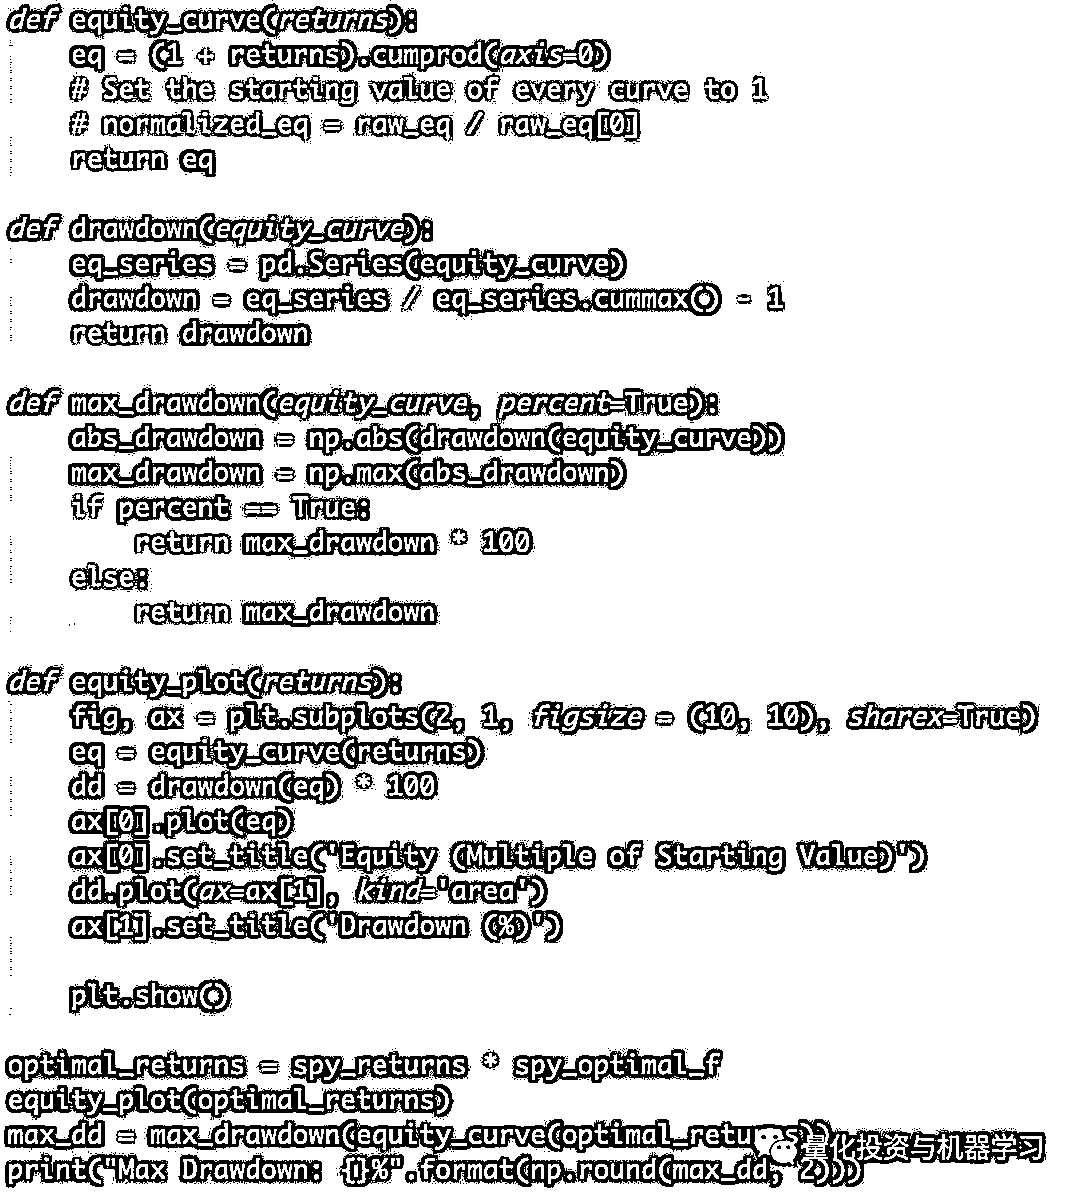 def equity_curve(returns):
    eq = (1 + returns).cumprod(axis=0)
    # Set the starting value of every curve to 1
    # normalized_eq = raw_eq / raw_eq[0]
    return eq

def drawdown(equity_curve):
    eq_series = pd.Series(equity_curve)
    drawdown = eq_series / eq_series.cummax() - 1
    return drawdown

def max_drawdown(equity_curve, percent=True):
    abs_drawdown = np.abs(drawdown(equity_curve))
    max_drawdown = np.max(abs_drawdown)
    if percent == True:
        return max_drawdown * 100
    else:
        return max_drawdown

def equity_plot(returns):
    fig, ax = plt.subplots(2, 1, figsize = (10, 10), sharex=True)
    eq = equity_curve(returns)
    dd = drawdown(eq) * 100
    ax[0].plot(eq)
    ax[0].set_title('Equity (Multiple of Starting Value)')
    dd.plot(ax=ax[1], kind='area')
    ax[1].set_title('Drawdown (%)')

    plt.show()

optimal_returns = spy_returns * spy_optimal_f
equity_plot(optimal_returns)
max_dd = max_drawdown(equity_curve(optimal_returns))
print("Max Drawdown: {}%".format(np.round(max_dd, 2)))
量化投资与机器学习